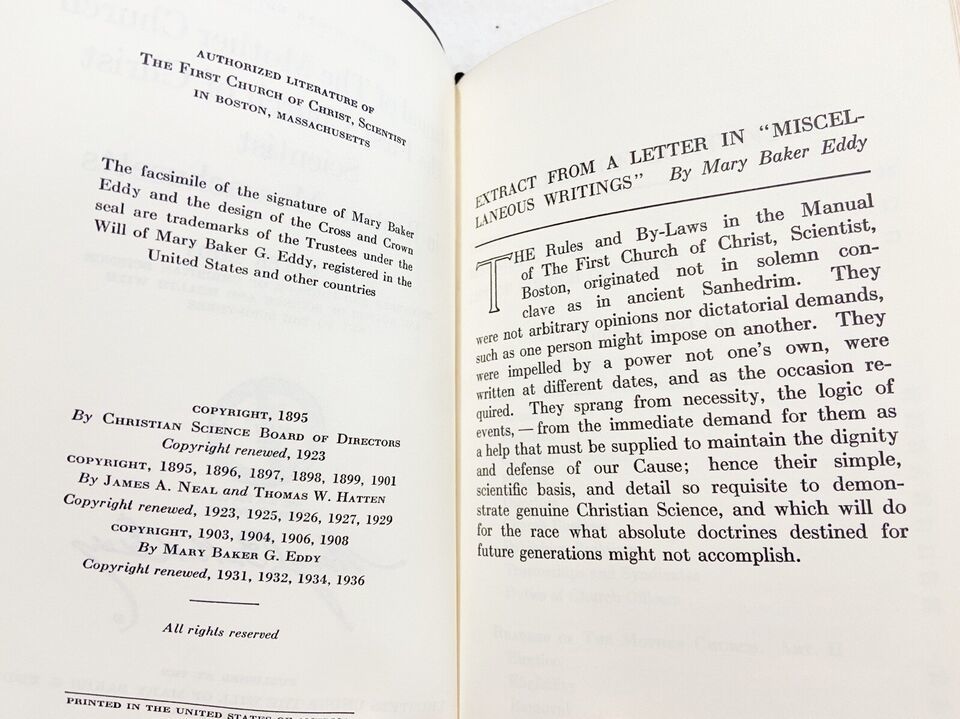 AUTHORIZED LITERATURE OF
THE FIRST CHURCH OF CHRIST, SCIENTIST
IN BOSTON, MASSACHUSETTS
The facsimile of the signature of Mary Baker
Eddy and the design of the Cross and Crown
seal are trademarks of the Trustees under the
Will of Mary Baker G. Eddy, registered in the
United States and other countries
COPYRIGHT, 1895
By CHRISTIAN SCIENCE BOARD OF DIRECTORS
Copyright renewed, 1923
COPYRIGHT, 1895, 1896, 1897, 1898, 1899, 1901
By JAMES A. NEAL and THOMAS W. HATTEN
Copyright renewed, 1923, 1925, 1926, 1927, 1929
COPYRIGHT, 1903, 1904, 1906, 1908
By MARY BAKER G. EDDY
Copyright renewed, 1931, 1932, 1934, 1936
All rights reserved
PRINTED IN THE UNITED STATES OF
EXTRACT FROM A LETTER IN "MISCEL-
LANEOUS WRITINGS" By Mary Baker Eddy
THE Rules and By-Laws in the Manual
of The First Church of Christ, Scientist,
Boston, originated not in solemn con-
clave as in ancient Sanhedrim. They
were not arbitrary opinions nor dictatorial demands,
such as one person might impose on another. They
were impelled by a power not one's own, were
written at different dates, and as the occasion re-
quired. They sprang from necessity, the logic of
events, — from the immediate demand for them as
a help that must be supplied to maintain the dignity
and defense of our Cause; hence their simple,
scientific basis, and detail so requisite to demon-
strate genuine Christian Science, and which will do
for the race what absolute doctrines destined for
future generations might not accomplish.